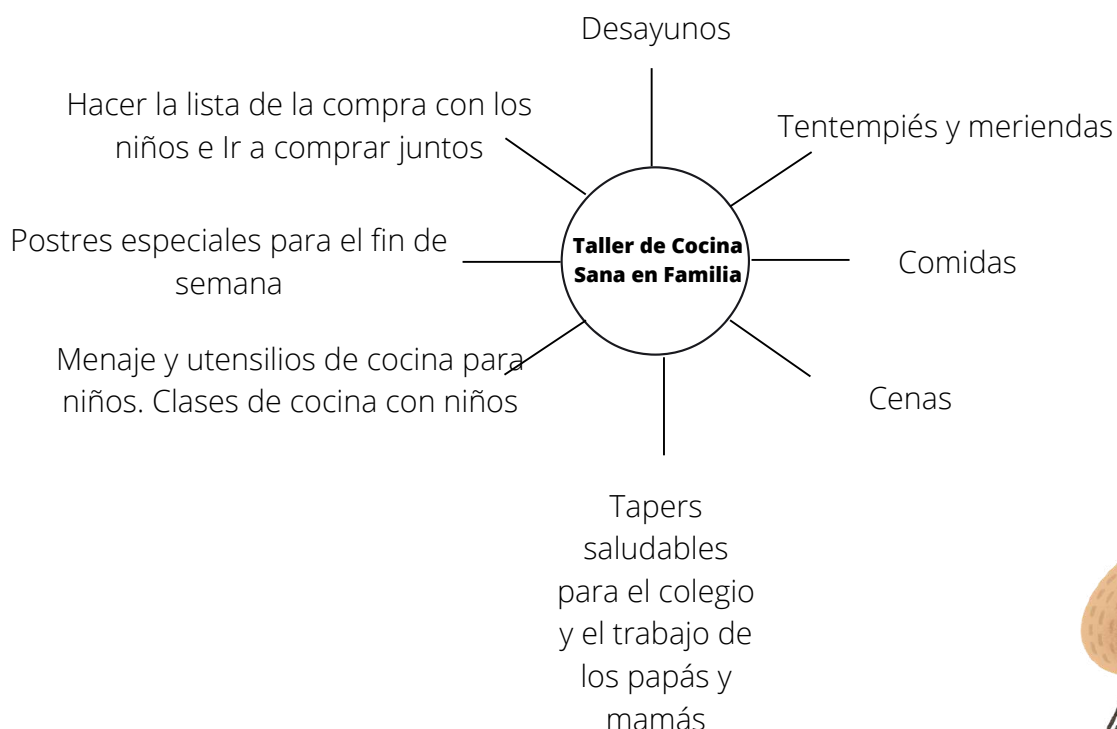 Desayunos
Hacer la lista de la compra con los
niños e Ir a comprar juntos
Tentempiés y meriendas
Postres especiales para el fin de
semana
Taller de Cocina
Sana en Familia
Comidas
Menaje y utensilios de cocina para
niños. Clases de cocina con niños
Cenas
Tapers
saludables
para el colegio
y el trabajo de
los papás y
mamás